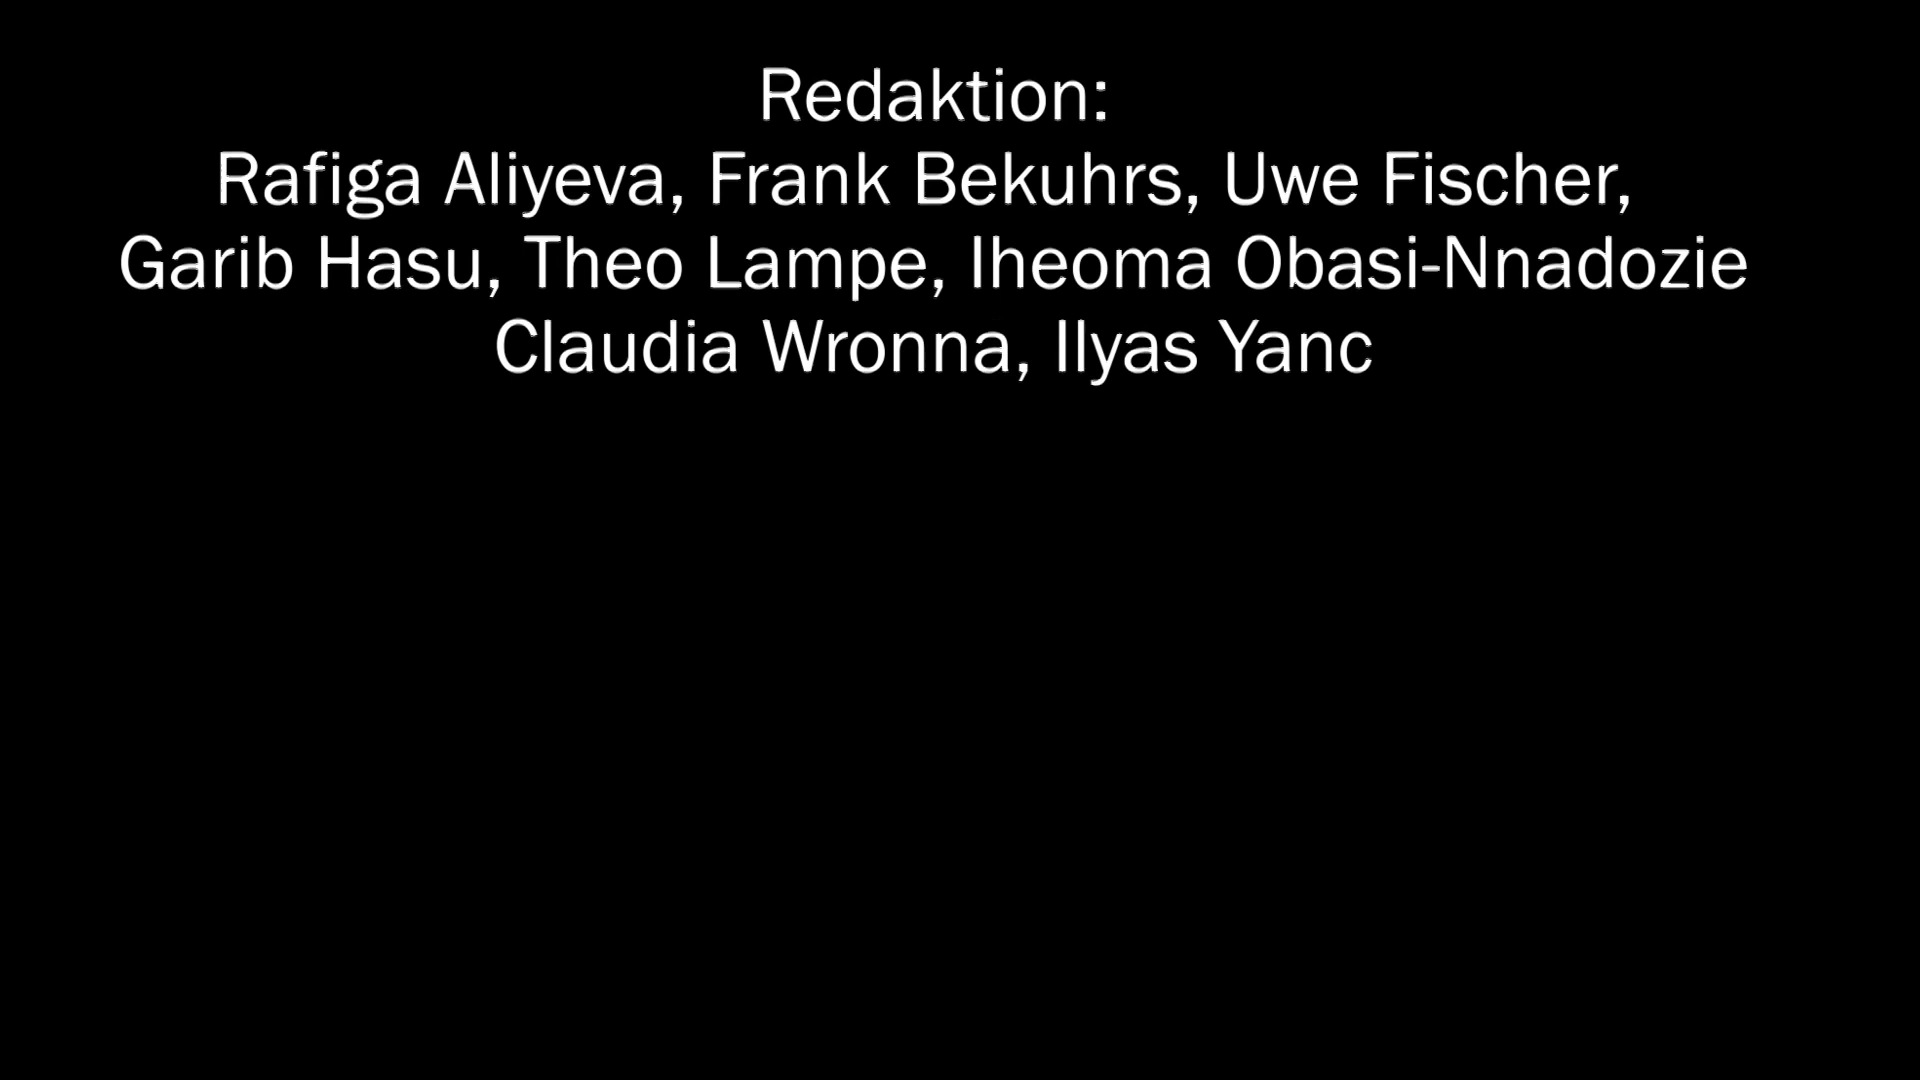 Redaktion:
Rafiga Aliyeva, Frank Bekuhrs, Uwe Fischer,
Garib Hasu, Theo Lampe, Iheoma Obasi-Nnadozie
Claudia Wronna, Ilyas Yanc